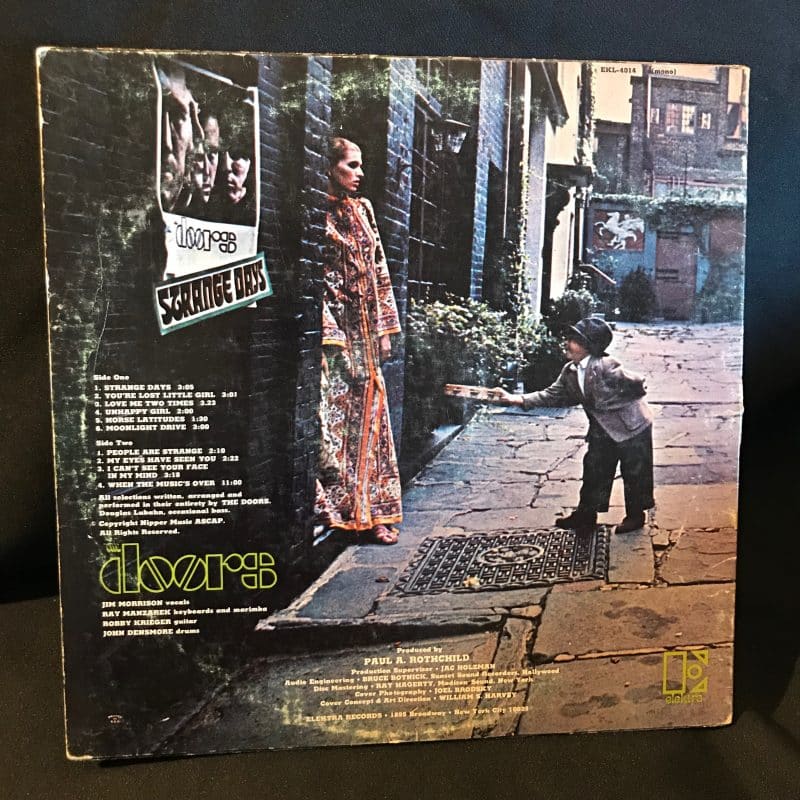 EKL-4014 (mono)
the doors
STRANGE DAYS
Side One
1. STRANGE DAYS 3:05
2. YOU'RE LOST LITTLE GIRL 3:01
3. LOVE ME TWO TIMES 3.23
4. UNHAPPY GIRL 2:00
5. HORSE LATITUDES 1:30
6. MOONLIGHT DRIVE 3:00
Side Two
1. PEOPLE ARE STRANGE 2:10
2. MY EYES HAVE SEEN YOU 2:22
3. I CAN'T SEE YOUR FACE
IN MY MIND 3:18
4. WHEN THE MUSIC'S OVER 11:00
All selections written, arranged and
performed in their entirety by THE DOORS.
Douglas Lubahn, occasional bass.
Copyright Nipper Music ASCAP.
All Rights Reserved.
the doors
JIM MORRISON vocals
RAY MANZAREK keyboards and marimba
ROBBY KRIEGER guitar
JOHN DENSMORE drums
Produced by
PAUL A. ROTHCHILD
Production Supervisor • JAC HOLZMAN
Audio Engineering • BRUCE BOTNICK, Sunset Sound Recorders, Hollywood
Disc Mastering • RAY HAGERTY, Madison Sound, New York
Cover Photography • JOEL BRODSKY
Cover Concept & Art Direction • WILLIAM S. HARVEY
ELEKTRA RECORDS • 1855 Broadway • New York City 10023
elektra